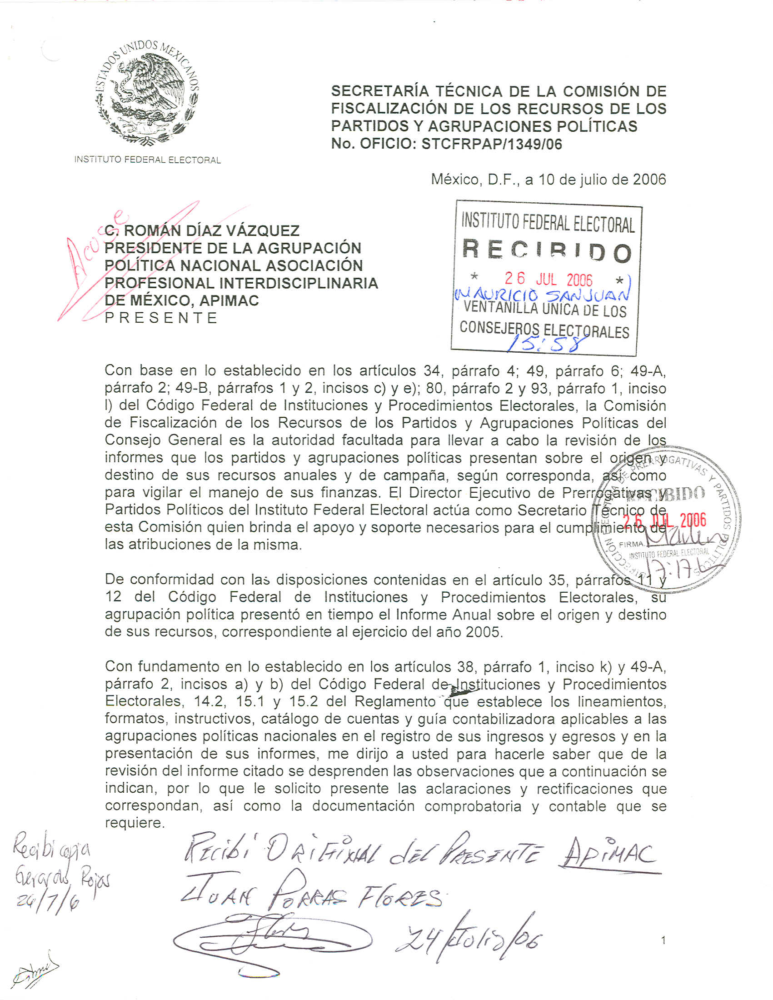 ESTADOS UNIDOS MEXICANOS
INSTITUTO FEDERAL ELECTORAL
SECRETARÍA TÉCNICA DE LA COMISIÓN DE
FISCALIZACIÓN DE LOS RECURSOS DE LOS
PARTIDOS Y AGRUPACIONES POLÍTICAS
No. OFICIO: STCFRPAP/1349/06
México, D.F., a 10 de julio de 2006
Acuse
C. ROMÁN DÍAZ VÁZQUEZ
PRESIDENTE DE LA AGRUPACIÓN
POLÍTICA NACIONAL ASOCIACIÓN
PROFESIONAL INTERDISCIPLINARIA
DE MÉXICO, APIMAC
P R E S E N T E
INSTITUTO FEDERAL ELECTORAL
RECIBIDO
* 26 JUL 2006 *
MAURICIO SANJUAN
VENTANILLA UNICA DE LOS
CONSEJEROS ELECTORALES
15:58
Con base en lo establecido en los artículos 34, párrafo 4; 49, párrafo 6; 49-A,
párrafo 2; 49-B, párrafos 1 y 2, incisos c) y e); 80, párrafo 2 y 93, párrafo 1, inciso
l) del Código Federal de Instituciones y Procedimientos Electorales, la Comisión
de Fiscalización de los Recursos de los Partidos y Agrupaciones Políticas del
Consejo General es la autoridad facultada para llevar a cabo la revisión de los
informes que los partidos y agrupaciones políticas presentan sobre el origen y
destino de sus recursos anuales y de campaña, según corresponda, así como
para vigilar el manejo de sus finanzas. El Director Ejecutivo de Prerrogativas y
Partidos Políticos del Instituto Federal Electoral actúa como Secretario Técnico de
esta Comisión quien brinda el apoyo y soporte necesarios para el cumplimiento de
las atribuciones de la misma.
DIRECCIÓN EJECUTIVA DE PRERROGATIVAS Y PARTIDOS POLITICOS
RECIBIDO
26 JUL 2006
FIRMA
INSTITUTO FEDERAL ELECTORAL
17:17
De conformidad con las disposiciones contenidas en el artículo 35, párrafos 11 y
12 del Código Federal de Instituciones y Procedimientos Electorales, su
agrupación política presentó en tiempo el Informe Anual sobre el origen y destino
de sus recursos, correspondiente al ejercicio del año 2005.
Con fundamento en lo establecido en los artículos 38, párrafo 1, inciso k) y 49-A,
párrafo 2, incisos a) y b) del Código Federal de Instituciones y Procedimientos
Electorales, 14.2, 15.1 y 15.2 del Reglamento que establece los lineamientos,
formatos, instructivos, catálogo de cuentas y guía contabilizadora aplicables a las
agrupaciones políticas nacionales en el registro de sus ingresos y egresos y en la
presentación de sus informes, me dirijo a usted para hacerle saber que de la
revisión del informe citado se desprenden las observaciones que a continuación se
indican, por lo que le solicito presente las aclaraciones y rectificaciones que
correspondan, así como la documentación comprobatoria y contable que se
requiere.
Recibi copia
Gerardo Rojas
26/7/6
RECIBÍ ORIGINAL DEL PRESENTE APIMAC
JUAN PORRAS FLORES
24/Julio/06
1